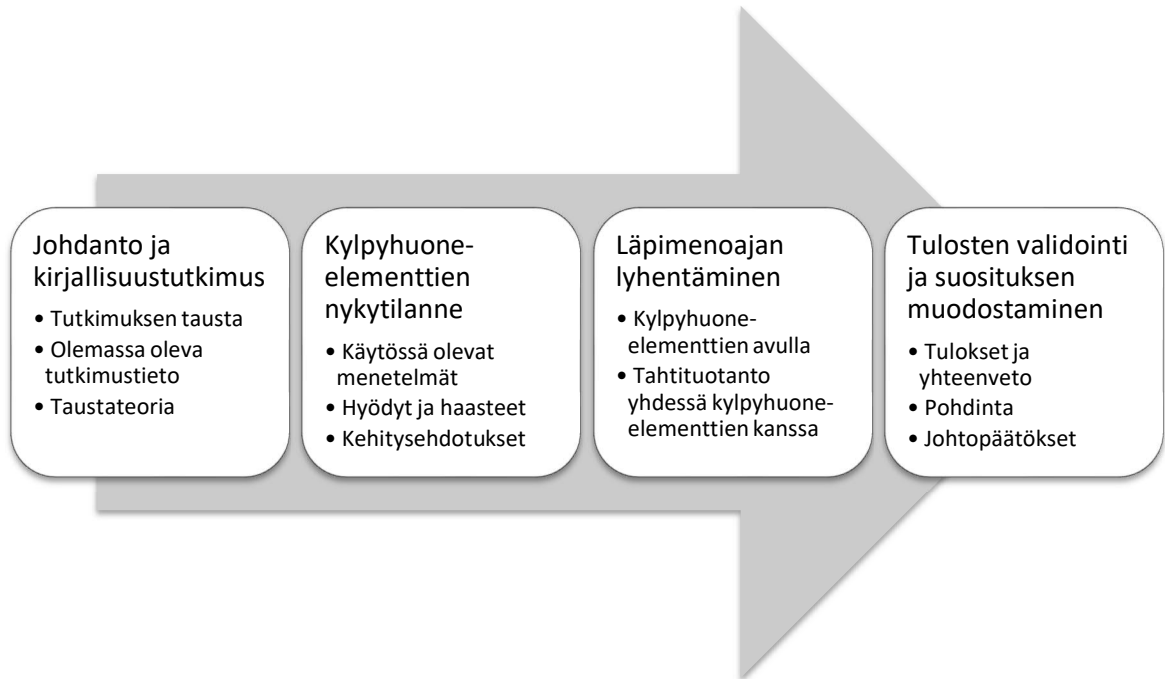 Johdanto ja
kirjallisuustutkimus
• Tutkimuksen tausta
• Olemassa oleva
tutkimustieto
• Taustateoria
Kylpyhuone-
elementtien
nykytilanne
• Käytössä olevat
menetelmät
• Hyödyt ja haasteet
• Kehitysehdotukset
Läpimenoajan
lyhentäminen
• Kylpyhuone-
elementtien avulla
• Tahtituotanto
yhdessä kylpyhuone-
elementtien kanssa
Tulosten validointi
ja suosituksen
muodostaminen
• Tulokset ja
yhteenveto
• Pohdinta
• Johtopäätökset